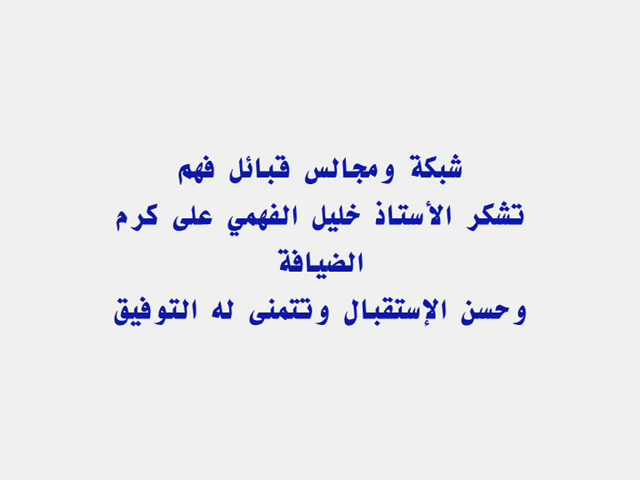 شبكة ومجالس قبائل فهم
تشكر الأستاذ خليل الفهمي على كرم
الضيافة
وحسن الإستقبال وتتمنى له التوفيق